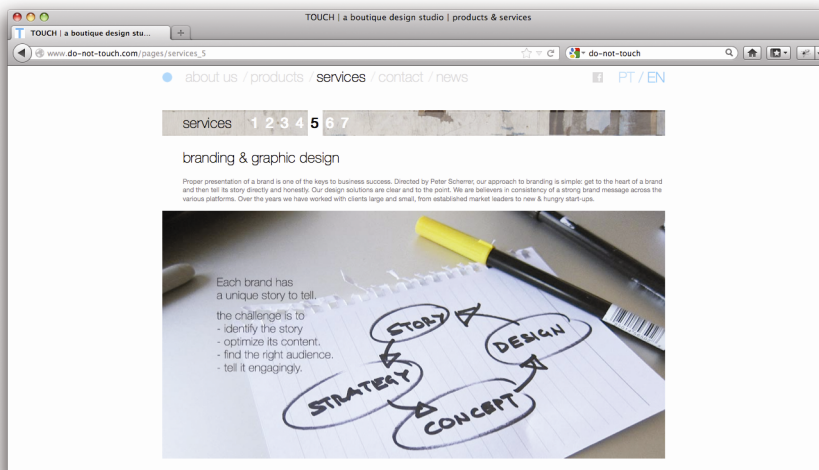 TOUCH | a boutique design studio | products & services
TOUCH | a boutique design stu...
www.do-not-touch.com/pages/services_5
do-not-touch
about us / products / services / contact / news
f
PT / EN
services 1 2 3 4 5 6 7
branding & graphic design
Proper presentation of a brand is one of the keys to business success. Directed by Peter Scherrer, our approach to branding is simple: get to the heart of a brand
and then tell its story directly and honestly. Our design solutions are clear and to the point. We are believers in consistency of a strong brand message across the
various platforms. Over the years we have worked with clients large and small, from established market leaders to new & hungry start-ups.
Each brand has
a unique story to tell.
the challenge is to
- identify the story
- optimize its content.
- find the right audience.
- tell it engagingly.
STORY
DESIGN
STRATEGY
CONCEPT